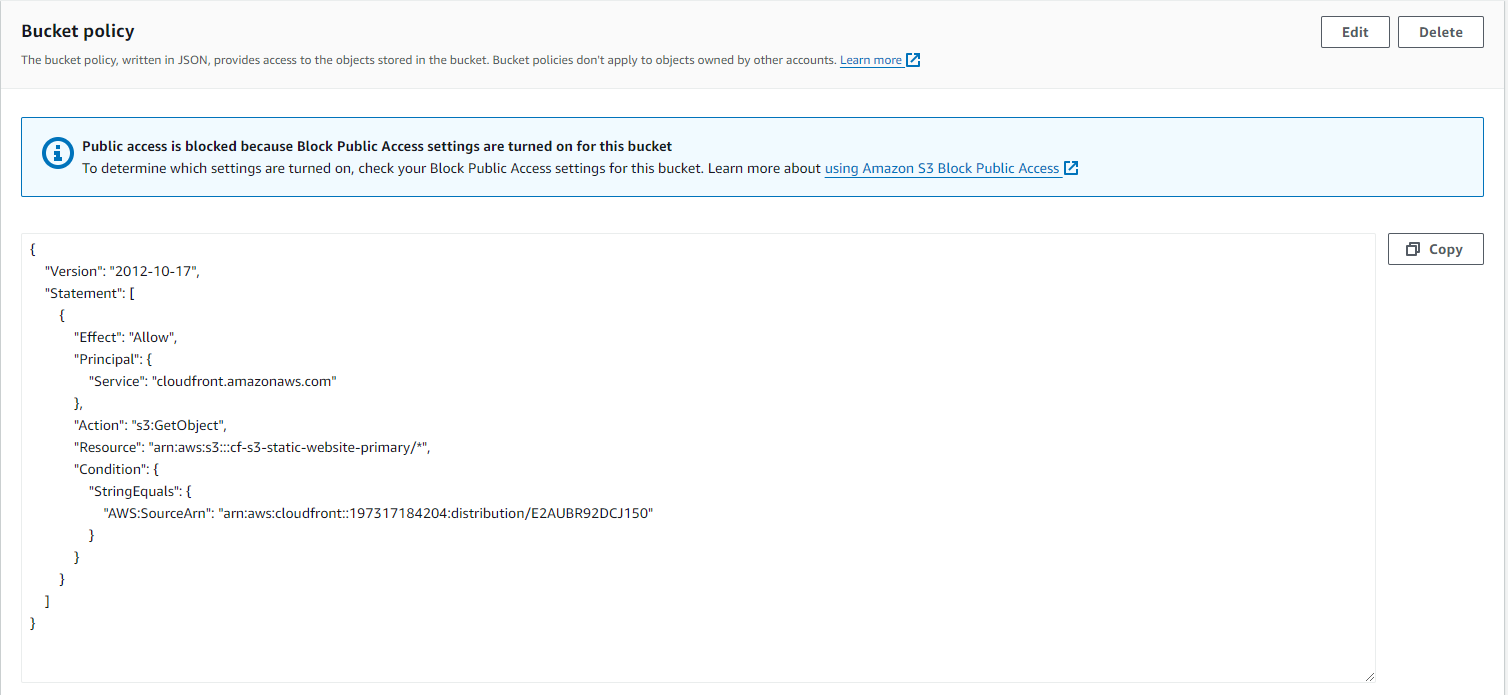 Bucket policy
Edit
Delete
The bucket policy, written in JSON, provides access to the objects stored in the bucket. Bucket policies don't apply to objects owned by other accounts. Learn more
Public access is blocked because Block Public Access settings are turned on for this bucket
To determine which settings are turned on, check your Block Public Access settings for this bucket. Learn more about using Amazon S3 Block Public Access
Copy
{
"Version": "2012-10-17",
"Statement": [
{
"Effect": "Allow",
"Principal": {
"Service": "cloudfront.amazonaws.com"
},
"Action": "s3:GetObject",
"Resource": "arn:aws:s3:::cf-s3-static-website-primary/*",
"Condition": {
"StringEquals": {
"AWS:SourceArn": "arn:aws:cloudfront::197317184204:distribution/E2AUBR92DCJ150"
}
}
}
]
}